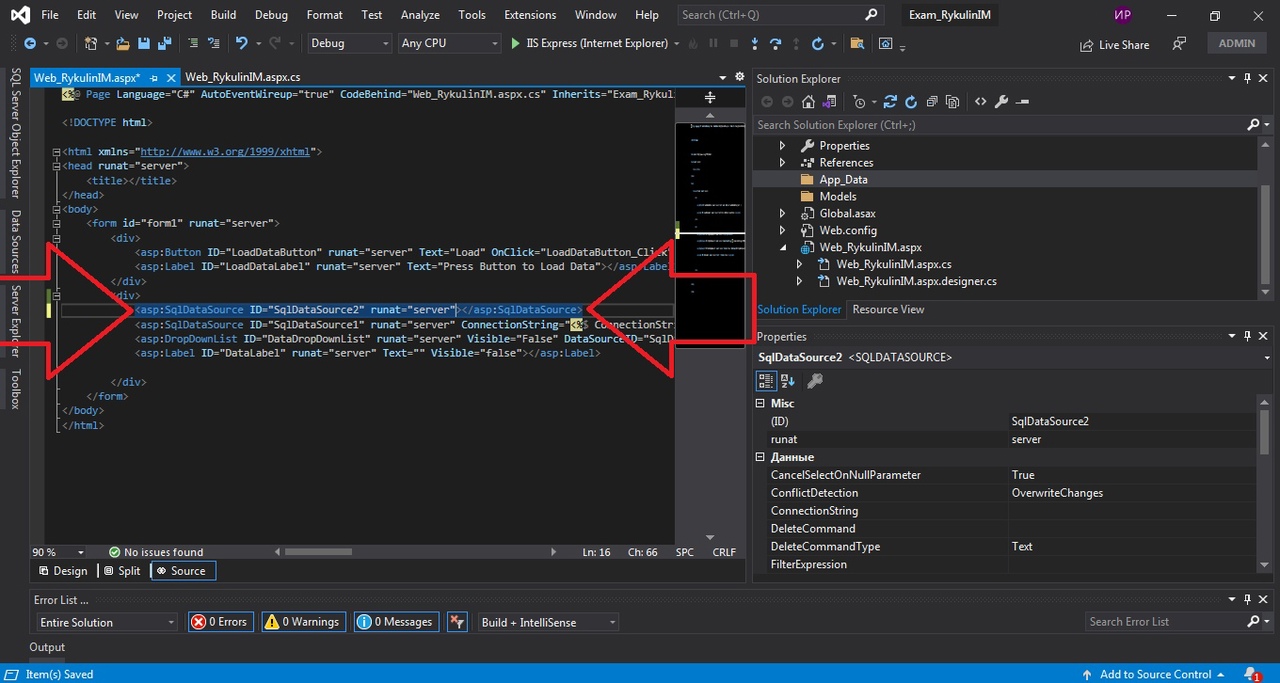 File Edit View Project Build Debug Format Test Analyze Tools Extensions Window Help Search (Ctrl+Q) Exam_RykulinIM ИР
Debug Any CPU IIS Express (Internet Explorer) Live Share ADMIN
SQL Server Object Explorer
Data Sources
Server Explorer
Toolbox
Web_RykulinIM.aspx* Web_RykulinIM.aspx.cs
<%@ Page Language="C#" AutoEventWireup="true" CodeBehind="Web_RykulinIM.aspx.cs" Inherits="Exam_Rykul
<!DOCTYPE html>
<html xmlns="http://www.w3.org/1999/xhtml">
<head runat="server">
<title></title>
</head>
<body>
<form id="form1" runat="server">
<div>
<asp:Button ID="LoadDataButton" runat="server" Text="Load" OnClick="LoadDataButton_Click
<asp:Label ID="LoadDataLabel" runat="server" Text="Press Button to Load Data"></asp:Label
</div>
<div>
<asp:SqlDataSource ID="SqlDataSource2" runat="server"></asp:SqlDataSource>
<asp:SqlDataSource ID="SqlDataSource1" runat="server" ConnectionString="<%$ ConnectionStr
<asp:DropDownList ID="DataDropDownList" runat="server" Visible="False" DataSourceID="SqlD
<asp:Label ID="DataLabel" runat="server" Text="" Visible="false"></asp:Label>
</div>
</form>
</body>
</html>
90 % No issues found Ln: 16 Ch: 66 SPC CRLF
Design Split Source
Solution Explorer
Search Solution Explorer (Ctrl+;)
Properties
References
App_Data
Models
Global.asax
Web.config
Web_RykulinIM.aspx
Web_RykulinIM.aspx.cs
Web_RykulinIM.aspx.designer.cs
Solution Explorer Resource View
Properties
SqlDataSource2 <SQLDATASOURCE>
Misc
(ID) SqlDataSource2
runat server
Данные
CancelSelectOnNullParameter True
ConflictDetection OverwriteChanges
ConnectionString
DeleteCommand
DeleteCommandType Text
FilterExpression
Error List ...
Entire Solution 0 Errors 0 Warnings 0 Messages Build + IntelliSense Search Error List
Output
Item(s) Saved Add to Source Control 1